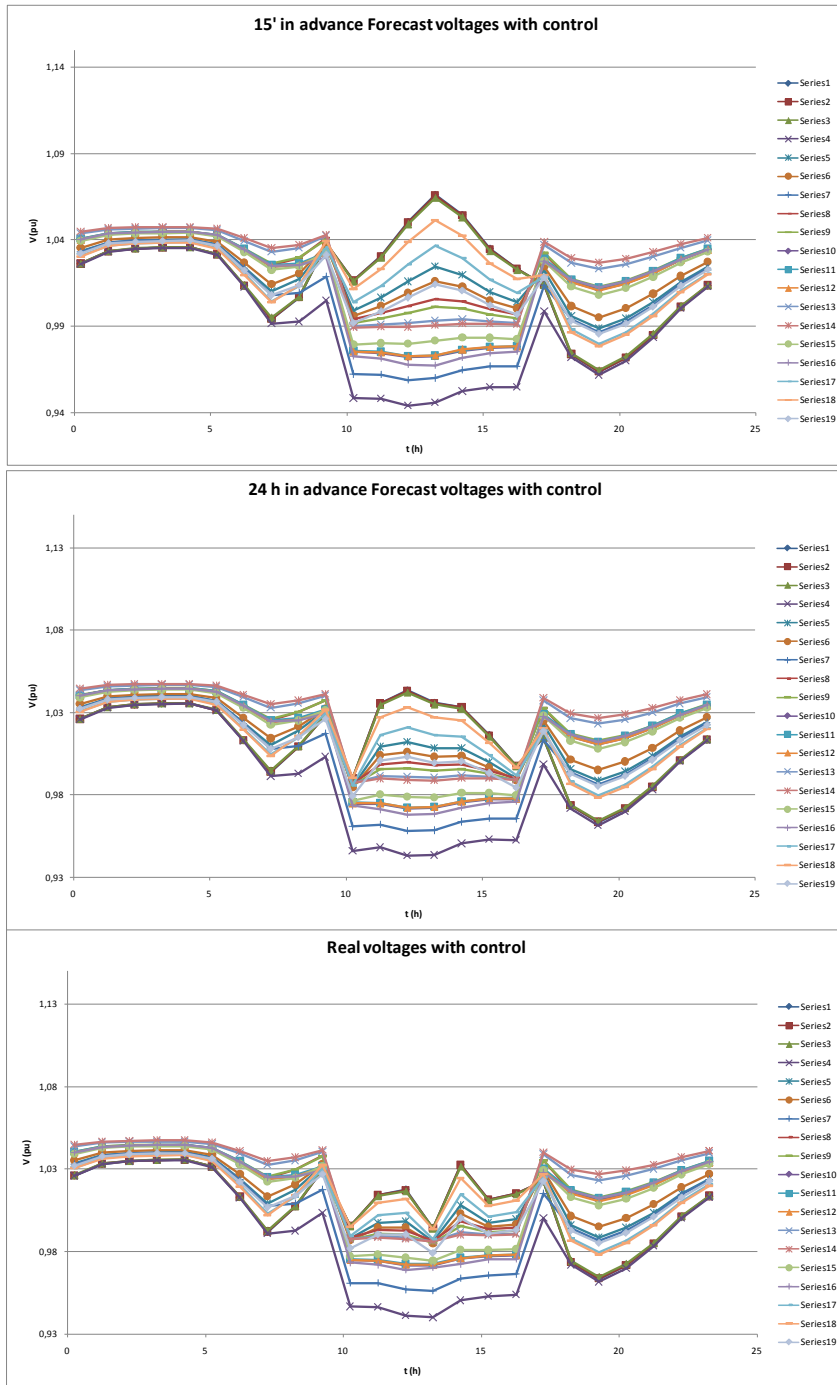 15' in advance Forecast voltages with control
1,14
1,09
1,04
0,99
0,94
V (pu)
0
5
10
15
20
25
t (h)
Series1
Series2
Series3
Series4
Series5
Series6
Series7
Series8
Series9
Series10
Series11
Series12
Series13
Series14
Series15
Series16
Series17
Series18
Series19
24 h in advance Forecast voltages with control
1,13
1,08
1,03
0,98
0,93
V (pu)
0
5
10
15
20
25
t (h)
Series1
Series2
Series3
Series4
Series5
Series6
Series7
Series8
Series9
Series10
Series11
Series12
Series13
Series14
Series15
Series16
Series17
Series18
Series19
Real voltages with control
1,13
1,08
1,03
0,98
0,93
V (pu)
0
5
10
15
20
25
t (h)
Series1
Series2
Series3
Series4
Series5
Series6
Series7
Series8
Series9
Series10
Series11
Series12
Series13
Series14
Series15
Series16
Series17
Series18
Series19